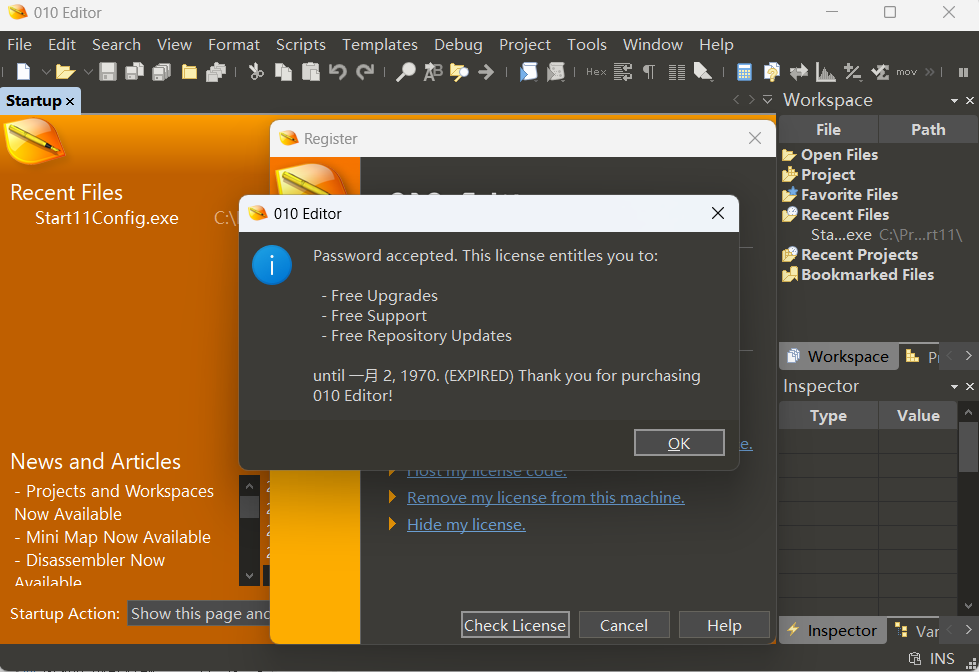 010 Editor
File Edit Search View Format Scripts Templates Debug Project Tools Window Help
Hex
mov
Startup
Workspace
File Path
Register
Recent Files
Start11Config.exe C:\
Open Files
Project
Favorite Files
Recent Files
Sta...exe C:\Pr...rt11\
Recent Projects
Bookmarked Files
010 Editor
Password accepted. This license entitles you to:
- Free Upgrades
- Free Support
- Free Repository Updates
until 一月 2, 1970. (EXPIRED) Thank you for purchasing
010 Editor!
OK
Workspace
Inspector
Type Value
News and Articles
- Projects and Workspaces
Now Available
- Mini Map Now Available
- Disassembler Now
Available
Host my license code.
Remove my license from this machine.
Hide my license.
Startup Action: Show this page and
Check License Cancel Help
Inspector Var
INS